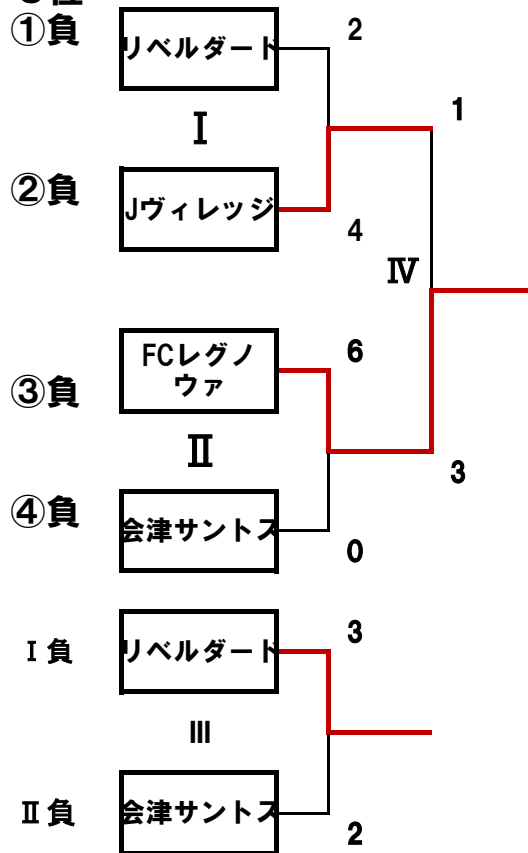 ①負
リベルダード
2
Ⅰ
1
②負
Jヴィレッジ
4
Ⅳ
6
FCレグノ
ウァ
③負
Ⅱ
3
④負
会津サントス
0
3
Ⅰ負
リベルダード
Ⅲ
Ⅱ負
会津サントス
2